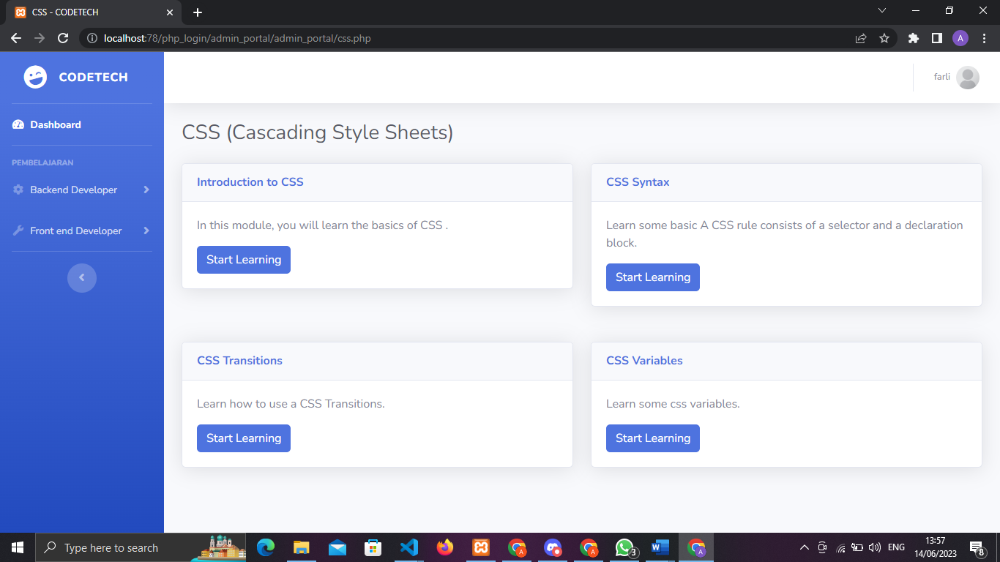 CSS - CODETECH
localhost:78/php_login/admin_portal/admin_portal/css.php
A
CODETECH
farli
Dashboard
PEMBELAJARAN
Backend Developer
Front end Developer
CSS (Cascading Style Sheets)
Introduction to CSS
In this module, you will learn the basics of CSS .
Start Learning
CSS Syntax
Learn some basic A CSS rule consists of a selector and a declaration
block.
Start Learning
CSS Transitions
Learn how to use a CSS Transitions.
Start Learning
CSS Variables
Learn some css variables.
Start Learning
Type here to search
A
A
3
W
A
ENG
13:57
14/06/2023
8